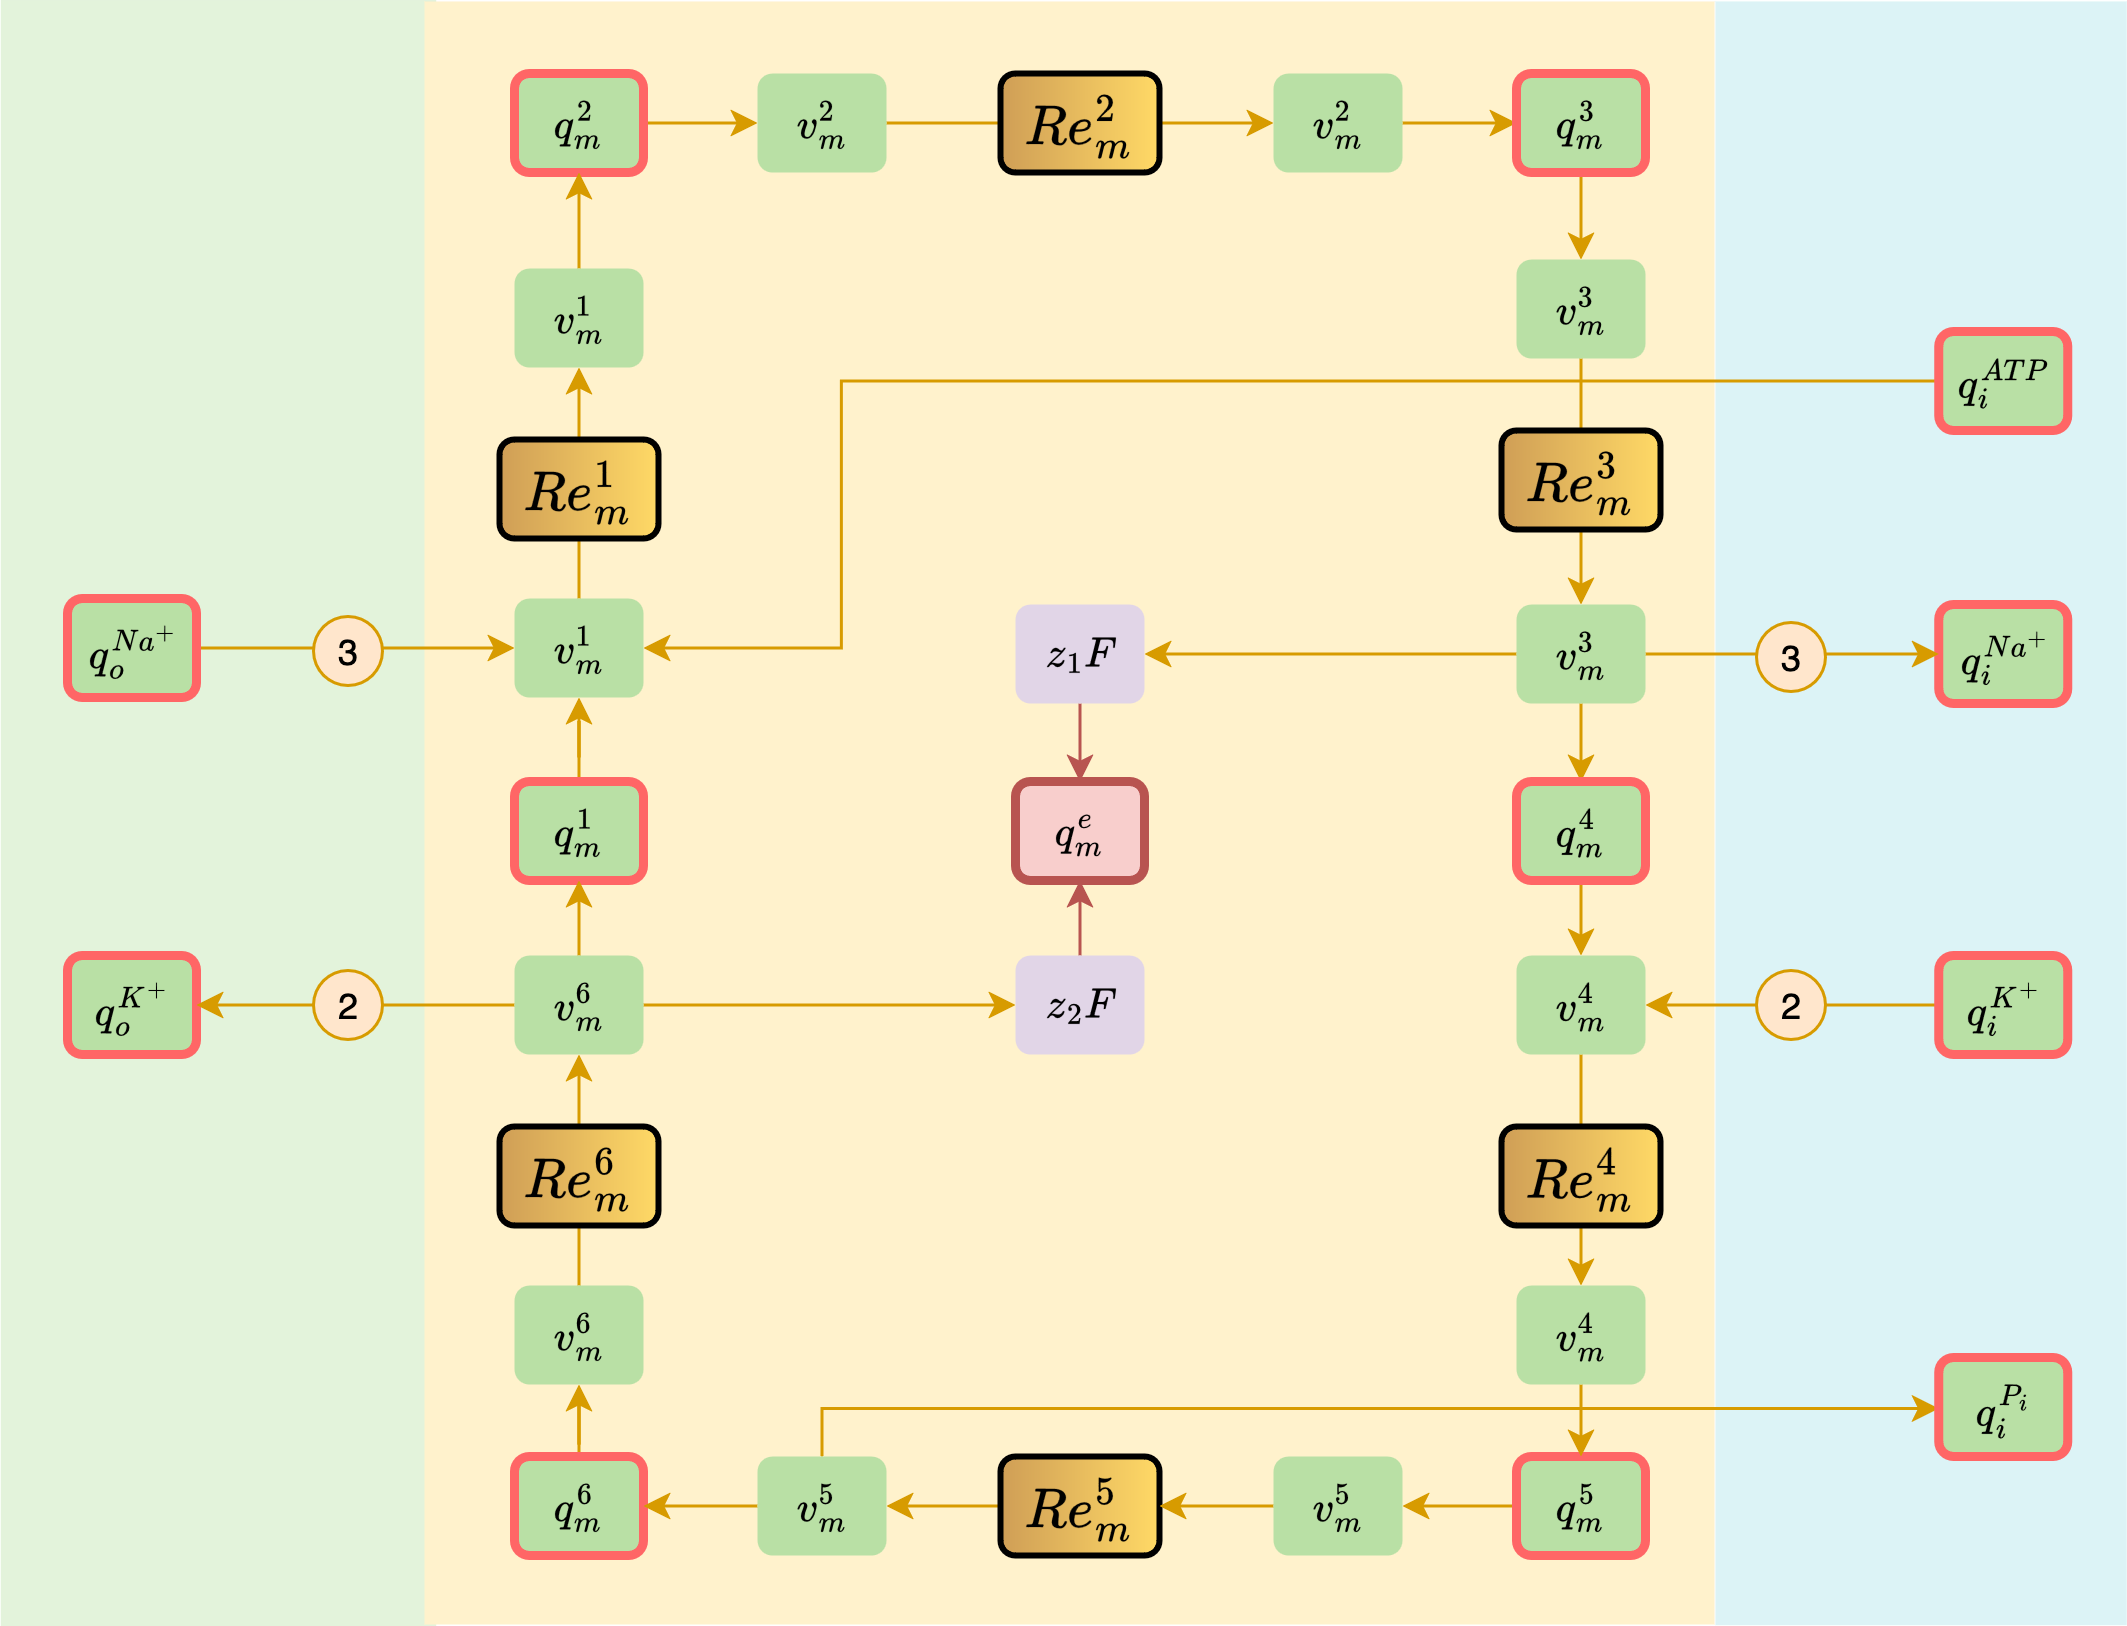 $q_m^2$ $v_m^2$ $Re_m^2$ $v_m^2$ $q_m^3$
$v_m^1$ $v_m^3$
$q_i^{ATP}$
$Re_m^1$ $Re_m^3$
$q_o^{Na^+}$ 3 $v_m^1$ $z_1F$ $v_m^3$ 3 $q_i^{Na^+}$
$q_m^1$ $q_m^e$ $q_m^4$
$q_o^{K^+}$ 2 $v_m^6$ $z_2F$ $v_m^4$ 2 $q_i^{K^+}$
$Re_m^6$ $Re_m^4$
$v_m^6$ $v_m^4$
$q_i^{P_i}$
$q_m^6$ $v_m^5$ $Re_m^5$ $v_m^5$ $q_m^5$